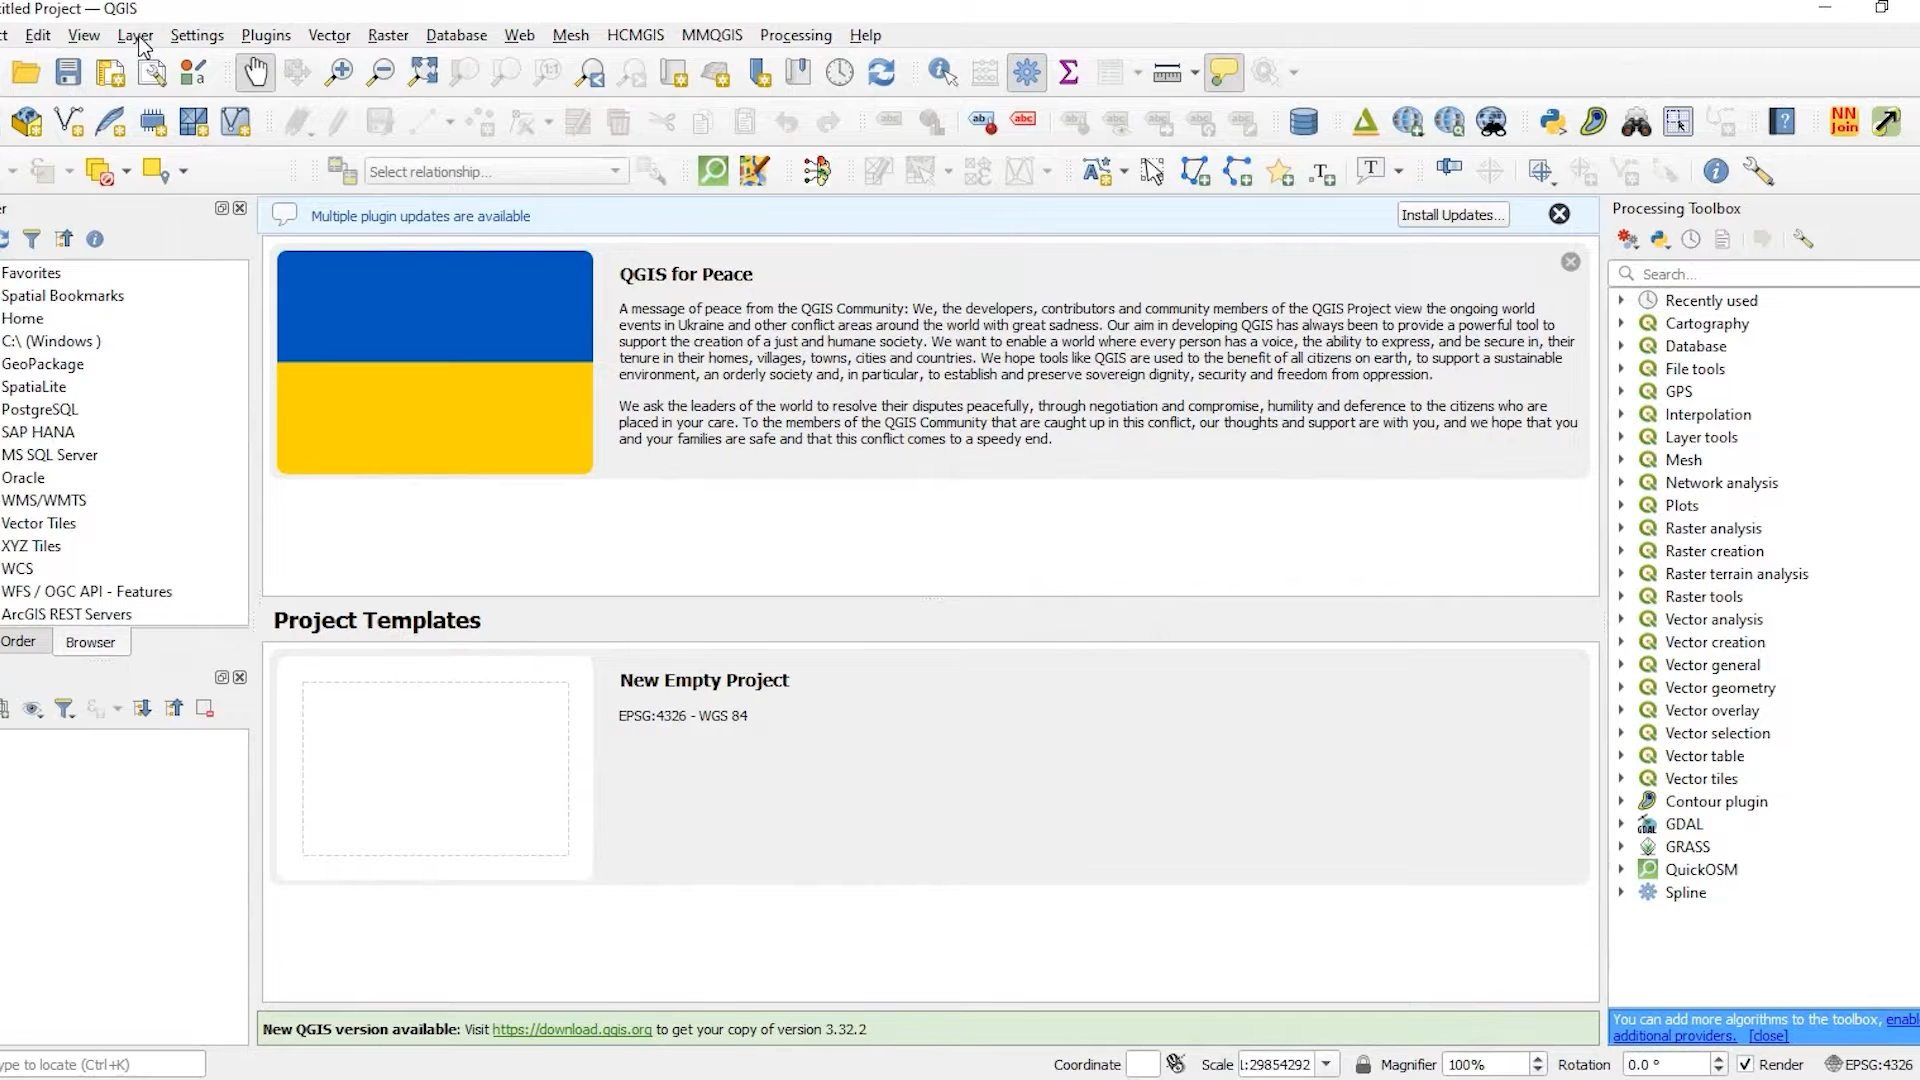 titled Project — QGIS
ct Edit View Layer Settings Plugins Vector Raster Database Web Mesh HCMGIS MMQGIS Processing Help
a
1:1
ab abc abc ab abc abc abc abc NN Join
Select relationship... T T
er
Multiple plugin updates are available Install Updates...
Processing Toolbox
Search...
Favorites
Spatial Bookmarks
Home
C:\ (Windows )
GeoPackage
SpatiaLite
PostgreSQL
SAP HANA
MS SQL Server
Oracle
WMS/WMTS
Vector Tiles
XYZ Tiles
WCS
WFS / OGC API - Features
ArcGIS REST Servers
Order Browser
QGIS for Peace
A message of peace from the QGIS Community: We, the developers, contributors and community members of the QGIS Project view the ongoing world
events in Ukraine and other conflict areas around the world with great sadness. Our aim in developing QGIS has always been to provide a powerful tool to
support the creation of a just and humane society. We want to enable a world where every person has a voice, the ability to express, and be secure in, their
tenure in their homes, villages, towns, cities and countries. We hope tools like QGIS are used to the benefit of all citizens on earth, to support a sustainable
environment, an orderly society and, in particular, to establish and preserve sovereign dignity, security and freedom from oppression.
We ask the leaders of the world to resolve their disputes peacefully, through negotiation and compromise, humility and deference to the citizens who are
placed in your care. To the members of the QGIS Community that are caught up in this conflict, our thoughts and support are with you, and we hope that you
and your families are safe and that this conflict comes to a speedy end.
Project Templates
New Empty Project
EPSG:4326 - WGS 84
Recently used
Cartography
Database
File tools
GPS
Interpolation
Layer tools
Mesh
Network analysis
Plots
Raster analysis
Raster creation
Raster terrain analysis
Raster tools
Vector analysis
Vector creation
Vector general
Vector geometry
Vector overlay
Vector selection
Vector table
Vector tiles
Contour plugin
GDAL
GRASS
QuickOSM
Spline
New QGIS version available: Visit https://download.qgis.org to get your copy of version 3.32.2
You can add more algorithms to the toolbox, enabl
additional providers. [close]
ype to locate (Ctrl+K) Coordinate Scale 1:29854292 Magnifier 100% Rotation 0.0 ° Render EPSG:4326